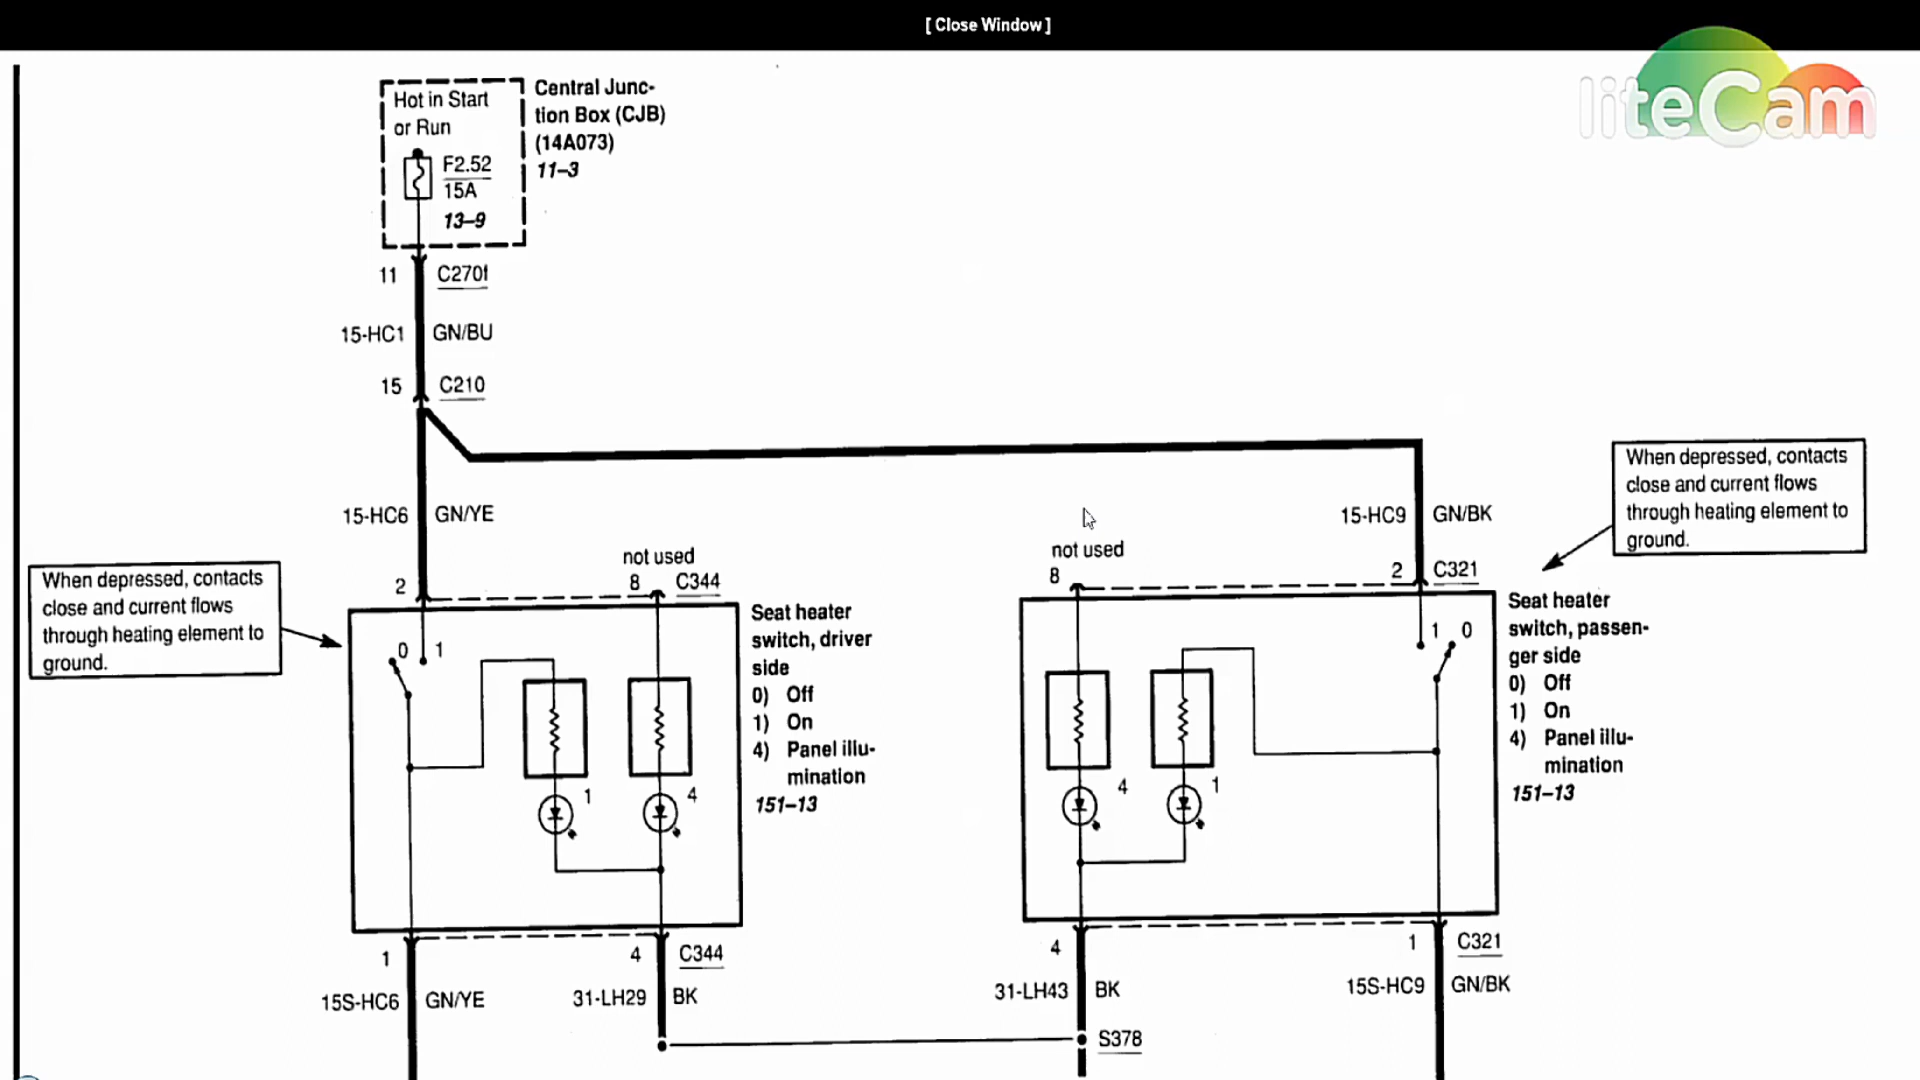 [ Close Window ]
liteCam
Hot in Start
or Run
F2.52
15A
13–9
Central Junc-
tion Box (CJB)
(14A073)
11–3
11 C270f
15-HC1 GN/BU
15 C210
15-HC6 GN/YE
15-HC9 GN/BK
When depressed, contacts
close and current flows
through heating element to
ground.
not used
2 8 C344
0 1
1 4
Seat heater
switch, driver
side
0) Off
1) On
4) Panel illu-
mination
151–13
1 4 C344
15S-HC6 GN/YE
31-LH29 BK
not used
8 2 C321
1 0
4 1
When depressed, contacts
close and current flows
through heating element to
ground.
Seat heater
switch, passen-
ger side
0) Off
1) On
4) Panel illu-
mination
151–13
4 1 C321
31-LH43 BK
15S-HC9 GN/BK
S378